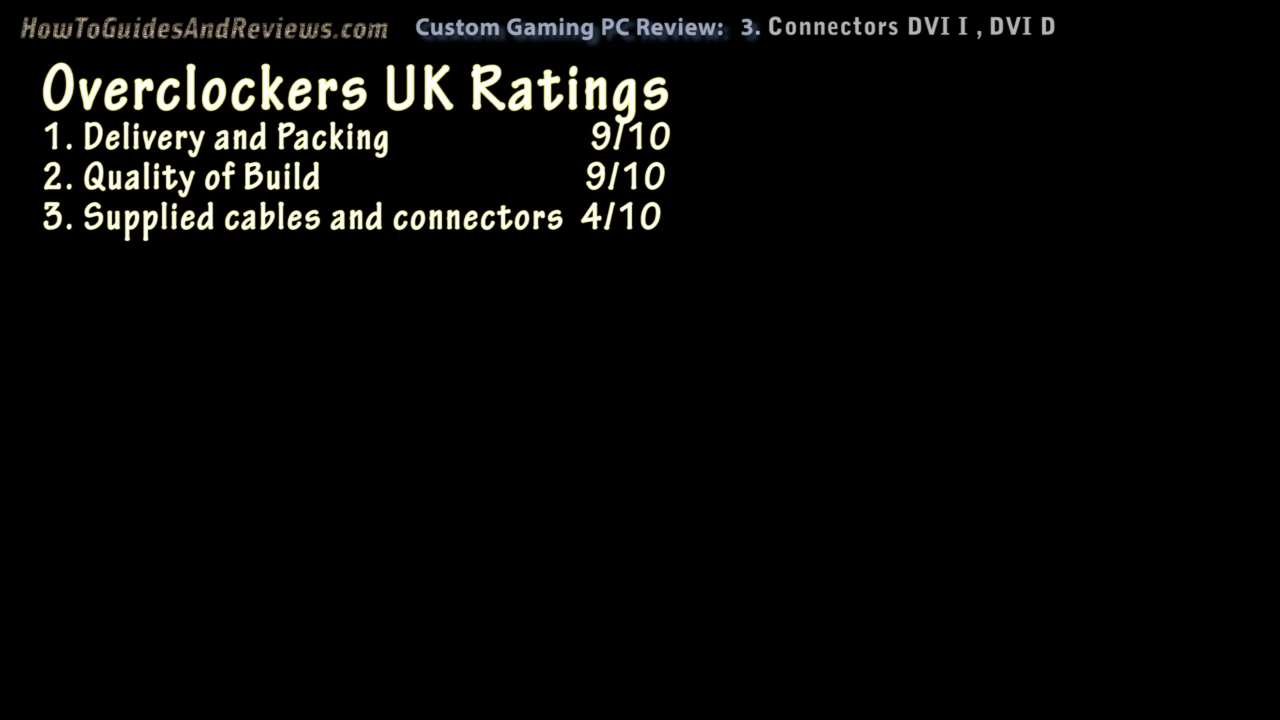 HowToGuidesAndReviews.com Custom Gaming PC Review: 3. Connectors DVI I , DVI D
Overclockers UK Ratings
1. Delivery and Packing 9/10
2. Quality of Build 9/10
3. Supplied cables and connectors 4/10